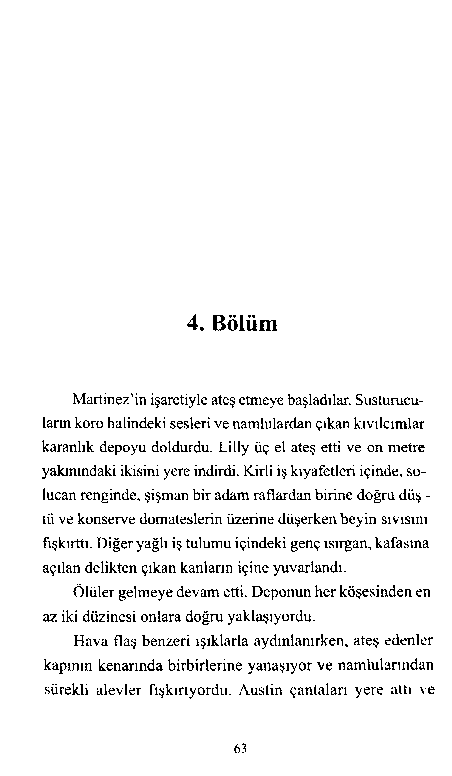 4. Bölüm
Martinez'in işaretiyle ateş etmeye başladılar. Susturucu-
ların koro halindeki sesleri ve namlulardan çıkan kıvılcımlar
karanlık depoyu doldurdu. Lilly üç el ateş etti ve on metre
yakınındaki ikisini yere indirdi. Kirli iş kıyafetleri içinde, so-
lucan renginde, şişman bir adam raflardan birine doğru düş -
tü ve konserve domateslerin üzerine düşerken beyin sıvısını
fışkırttı. Diğer yağlı iş tulumu içindeki genç ısırgan, kafasına
açılan delikten çıkan kanların içine yuvarlandı.
Ölüler gelmeye devam etti. Deponun her köşesinden en
az iki düzinesi onlara doğru yaklaşıyordu.
Hava flaş benzeri ışıklarla aydınlanırken, ateş edenler
kapının kenarında birbirlerine yanaşıyor ve namlularından
sürekli alevler fışkırıyordu. Austin çantaları yere attı ve
63